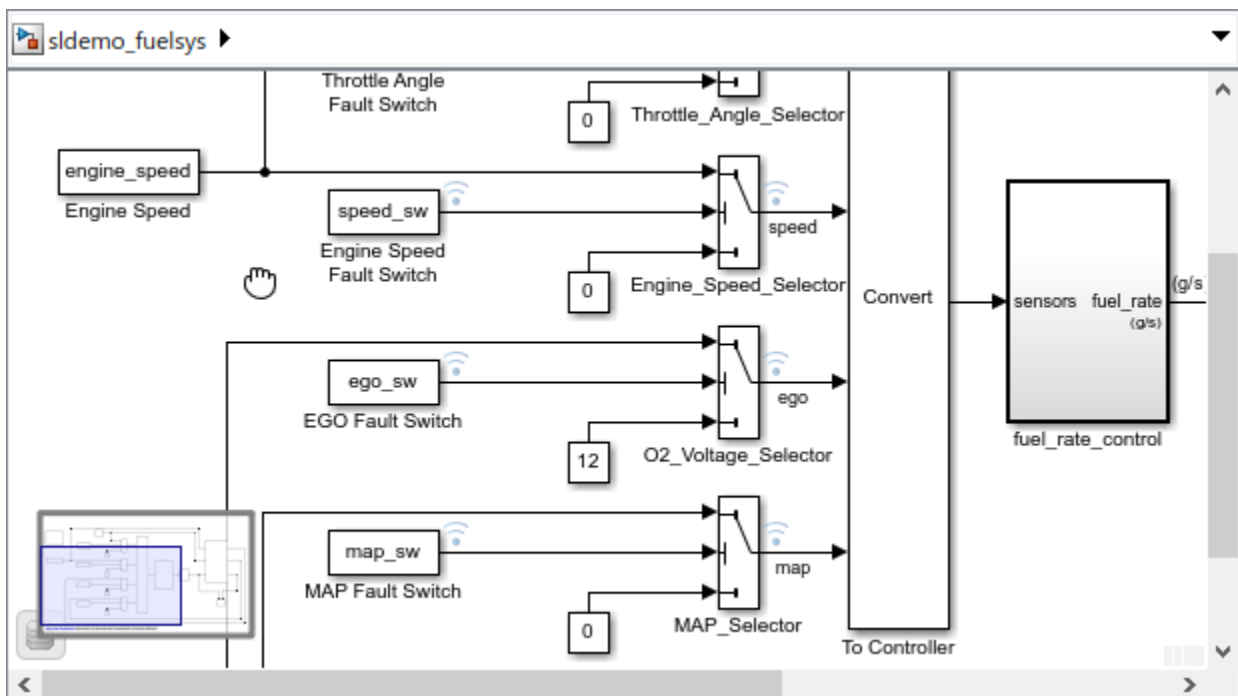 sldemo_fuelsys
Throttle Angle
Fault Switch
0
Throttle_Angle_Selector
engine_speed
Engine Speed
speed_sw
Engine Speed
Fault Switch
0
speed
Engine_Speed_Selector
Convert
sensors
fuel_rate
(g/s)
(g/s)
fuel_rate_control
ego_sw
EGO Fault Switch
12
ego
O2_Voltage_Selector
map_sw
MAP Fault Switch
0
map
MAP_Selector
To Controller